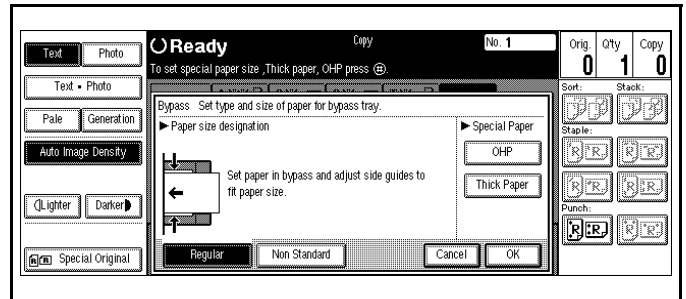 Text
Photo
Text • Photo
Pale
Generation
Auto Image Density
Lighter
Darker
Special Original
Ready
Copy
No. 1
To set special paper size ,Thick paper, OHP press ⊕.
Bypass Set type and size of paper for bypass tray.
► Paper size designation
Set paper in bypass and adjust side guides to
fit paper size.
► Special Paper
OHP
Thick Paper
Regular
Non Standard
Cancel
OK
Orig. Q'ty Copy
0 1 0
Sort: Stack:
Staple:
Punch: